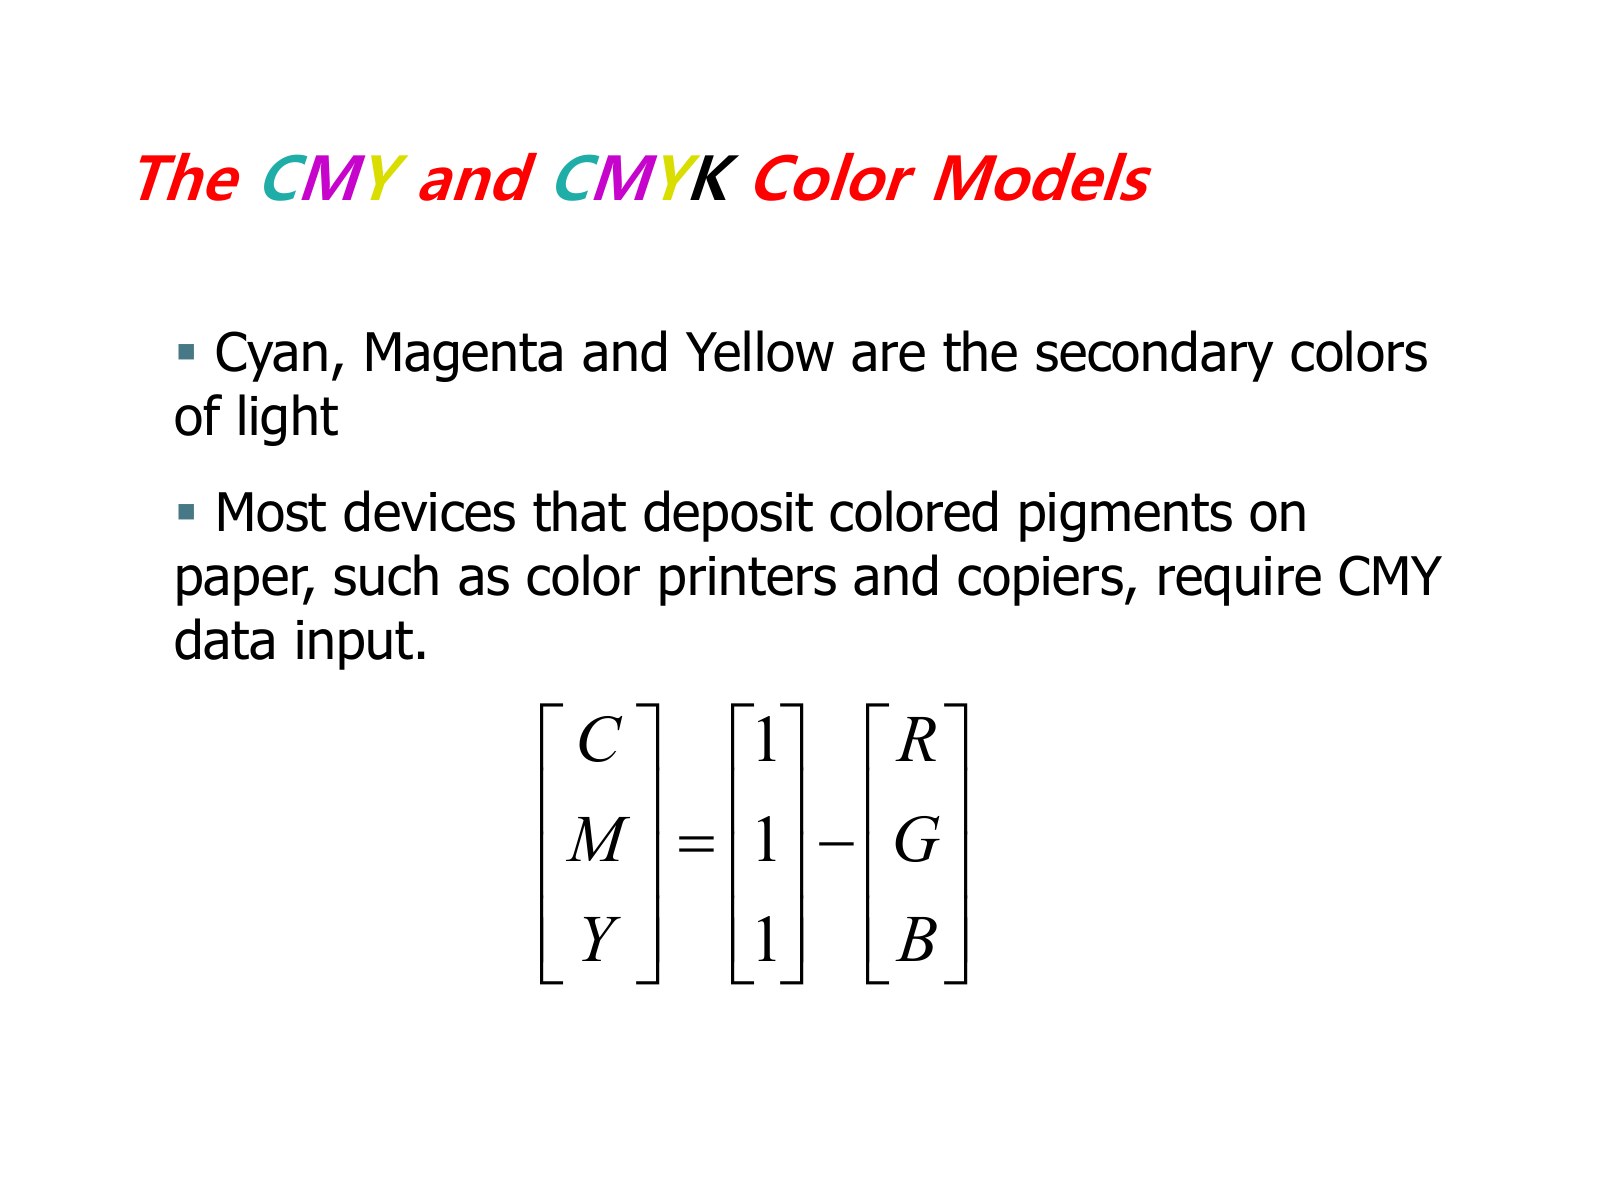 The CMY and CMYK Color Models
▪ Cyan, Magenta and Yellow are the secondary colors
of light
▪ Most devices that deposit colored pigments on
paper, such as color printers and copiers, require CMY
data input.
[C] = [1] − [R]
[M] = [1] − [G]
[Y] = [1] − [B]